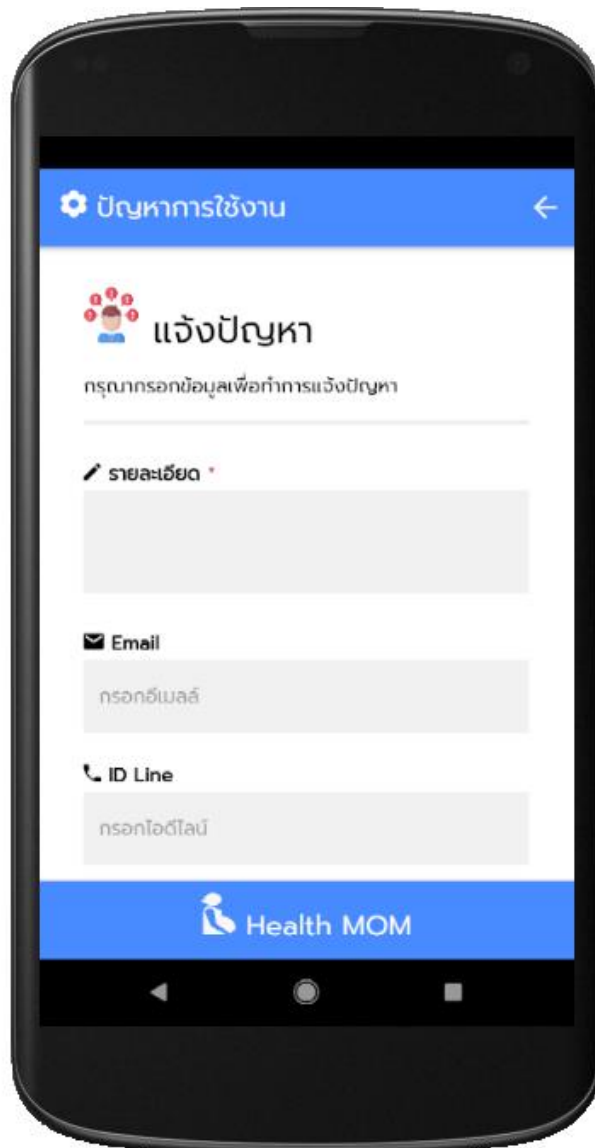 ปัญหาการใช้งาน
แจ้งปัญหา
กรุณากรอกข้อมูลเพื่อทำการแจ้งปัญหา
รายละเอียด *
Email
กรอกอีเมลล์
ID Line
กรอกไอดีไลน์
Health MOM